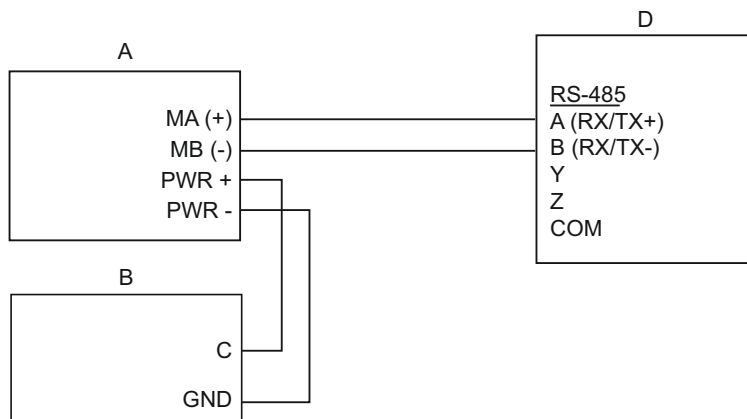 A
MA (+)
MB (-)
PWR +
PWR -
B
C
GND
D
RS-485
A (RX/TX+)
B (RX/TX-)
Y
Z
COM